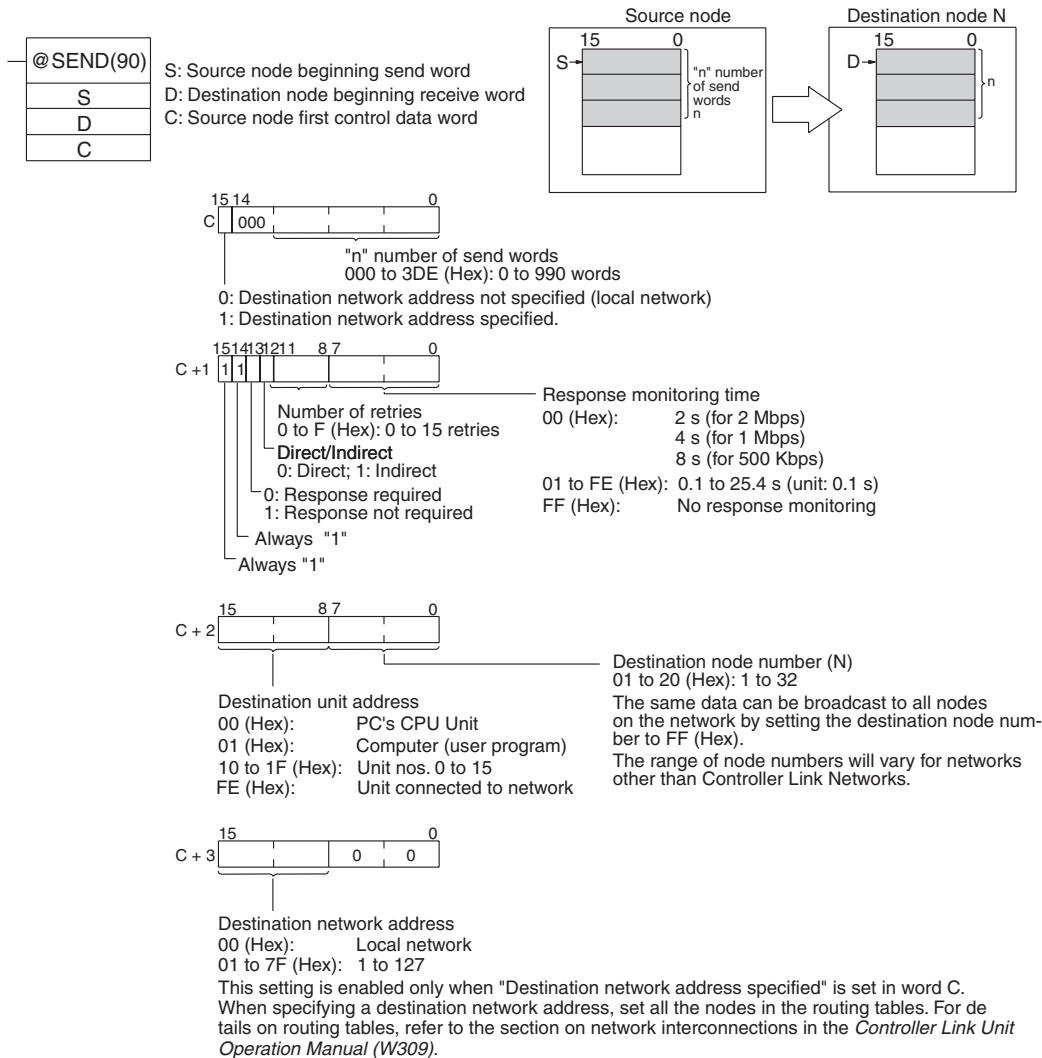 @SEND(90)
S
D
C
S: Source node beginning send word
D: Destination node beginning receive word
C: Source node first control data word
Source node
15 0
S
"n" number
of send
words
n
Destination node N
15 0
D
n
15 14 0
C 000
"n" number of send words
000 to 3DE (Hex): 0 to 990 words
0: Destination network address not specified (local network)
1: Destination network address specified.
15 14 13 12 11 8 7 0
C +1 1 1
Number of retries
0 to F (Hex): 0 to 15 retries
Direct/Indirect
0: Direct; 1: Indirect
0: Response required
1: Response not required
Always "1"
Always "1"
Response monitoring time
00 (Hex): 2 s (for 2 Mbps)
4 s (for 1 Mbps)
8 s (for 500 Kbps)
01 to FE (Hex): 0.1 to 25.4 s (unit: 0.1 s)
FF (Hex): No response monitoring
15 8 7 0
C + 2
Destination unit address
00 (Hex): PC's CPU Unit
01 (Hex): Computer (user program)
10 to 1F (Hex): Unit nos. 0 to 15
FE (Hex): Unit connected to network
Destination node number (N)
01 to 20 (Hex): 1 to 32
The same data can be broadcast to all nodes
on the network by setting the destination node num-
ber to FF (Hex).
The range of node numbers will vary for networks
other than Controller Link Networks.
15 0
C + 3 0 0
Destination network address
00 (Hex): Local network
01 to 7F (Hex): 1 to 127
This setting is enabled only when "Destination network address specified" is set in word C.
When specifying a destination network address, set all the nodes in the routing tables. For de
tails on routing tables, refer to the section on network interconnections in the Controller Link Unit
Operation Manual (W309).